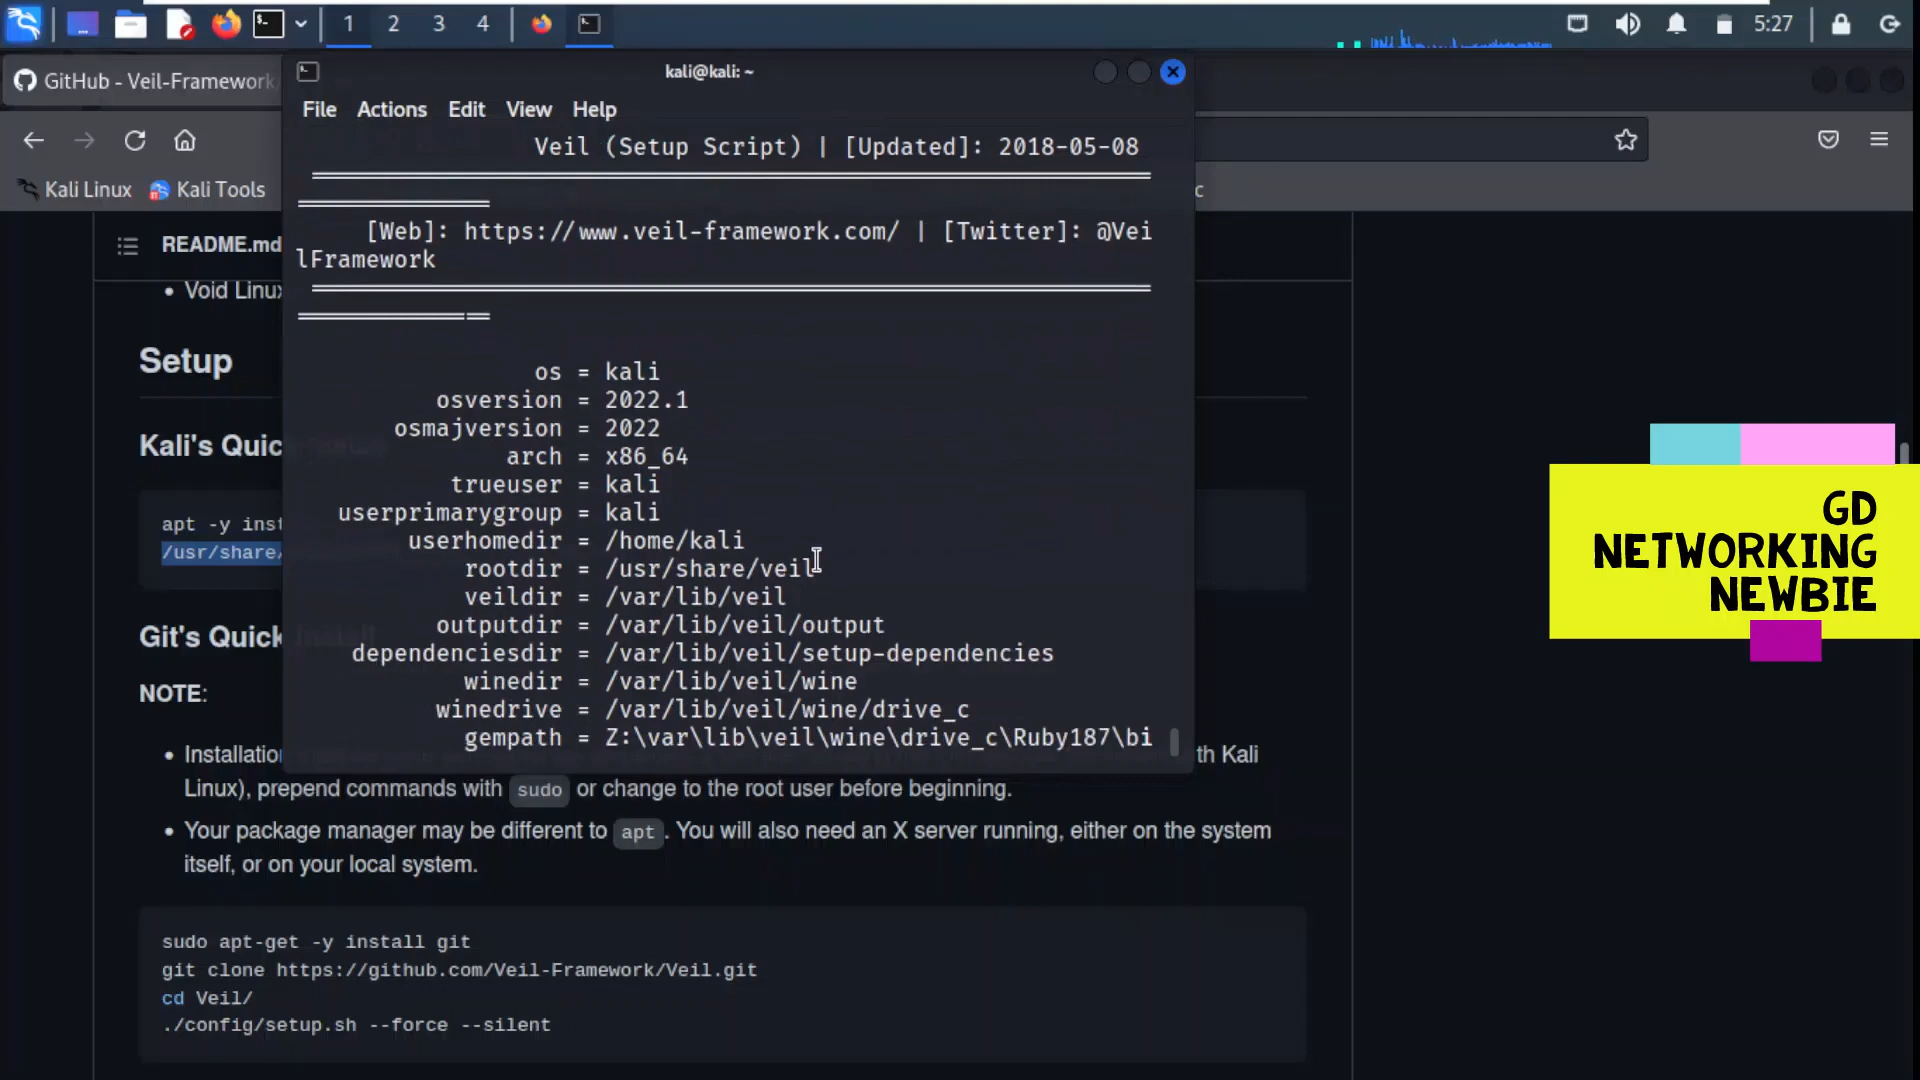 1 2 3 4 5:27
GitHub - Veil-Framework
kali@kali: ~
File Actions Edit View Help
Kali Linux Kali Tools c
Veil (Setup Script) | [Updated]: 2018-05-08
[Web]: https://www.veil-framework.com/ | [Twitter]: @Vei
lFramework
README.md
Void Linux
Setup
os = kali
osversion = 2022.1
osmajversion = 2022
arch = x86_64
trueuser = kali
userprimarygroup = kali
userhomedir = /home/kali
rootdir = /usr/share/veil
veildir = /var/lib/veil
outputdir = /var/lib/veil/output
dependenciesdir = /var/lib/veil/setup-dependencies
winedir = /var/lib/veil/wine
winedrive = /var/lib/veil/wine/drive_c
gempath = Z:\var\lib\veil\wine\drive_c\Ruby187\bi
Kali's Quick
apt -y inst
/usr/share/
Git's Quick
NOTE:
Installation th Kali
Linux), prepend commands with sudo or change to the root user before beginning.
Your package manager may be different to apt . You will also need an X server running, either on the system
itself, or on your local system.
sudo apt-get -y install git
git clone https://github.com/Veil-Framework/Veil.git
cd Veil/
./config/setup.sh --force --silent
GD
NETWORKING
NEWBIE